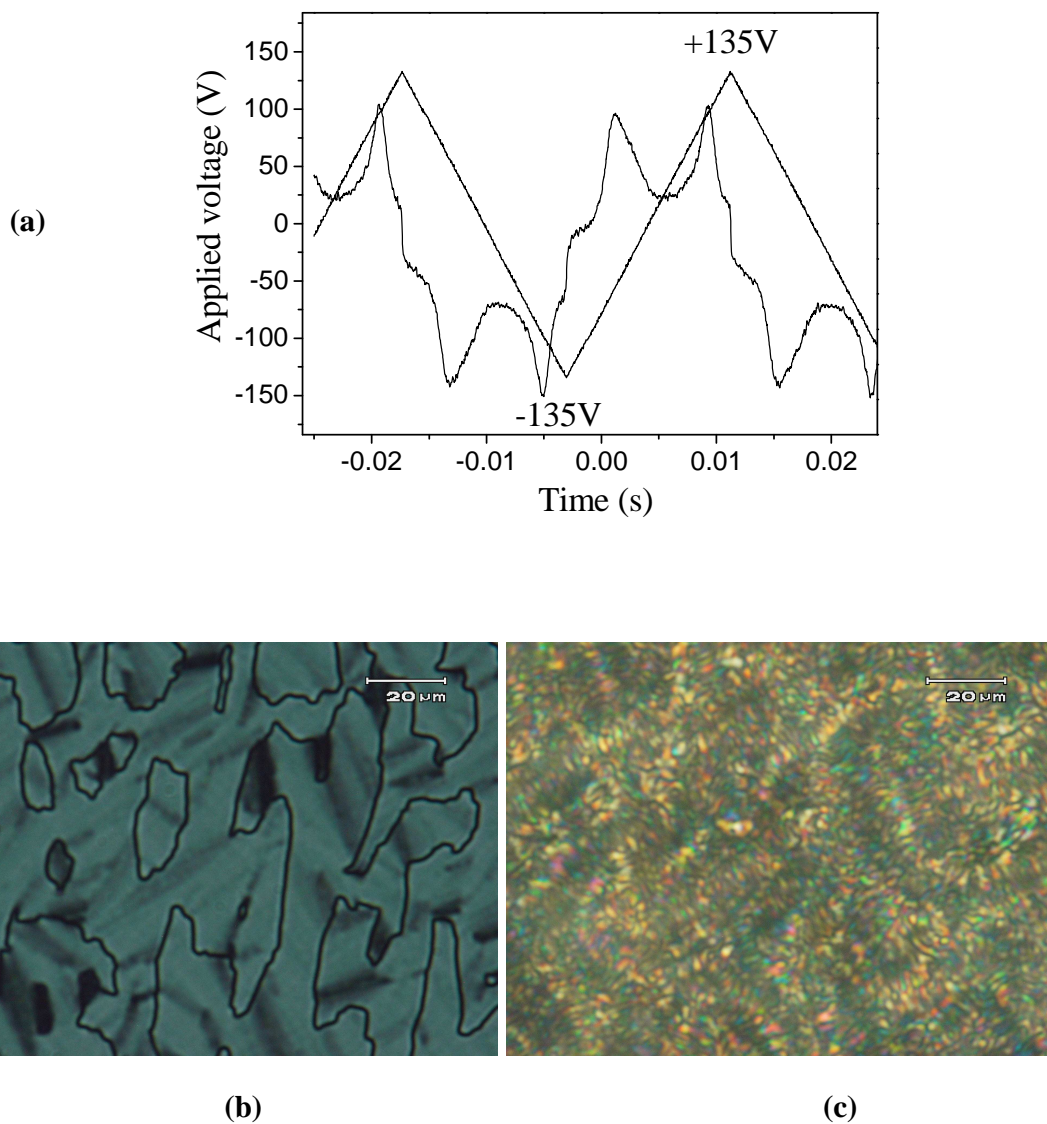 +135V
150
100
50
0
-50
-100
-150
-135V
Applied voltage (V)
(a)
-0.02 -0.01 0.00 0.01 0.02
Time (s)
20 µm 20 µm
(b) (c)